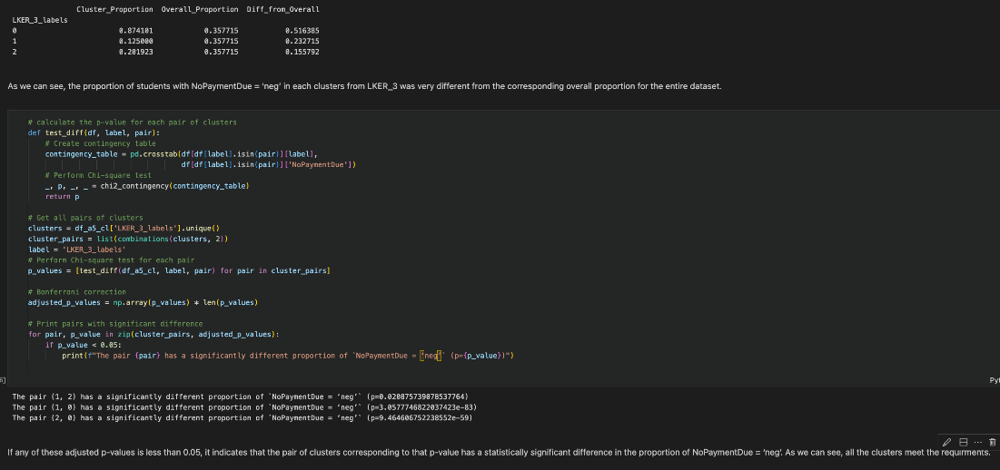 Cluster_Proportion Overall_Proportion Diff_from_Overall
LKER_3_labels
0 0.874101 0.357715 0.516385
1 0.125000 0.357715 0.232715
2 0.201923 0.357715 0.155792
As we can see, the proportion of students with NoPaymentDue = ‘neg’ in each clusters from LKER_3 was very different from the corresponding overall proportion for the entire dataset.
# calculate the p-value for each pair of clusters
def test_diff(df, label, pair):
# Create contingency table
contingency_table = pd.crosstab(df[df[label].isin(pair)][label],
df[df[label].isin(pair)]['NoPaymentDue'])
# Perform Chi-square test
_, p, _, _ = chi2_contingency(contingency_table)
return p
# Get all pairs of clusters
clusters = df_a5_cl['LKER_3_labels'].unique()
cluster_pairs = list(combinations(clusters, 2))
label = 'LKER_3_labels'
# Perform Chi-square test for each pair
p_values = [test_diff(df_a5_cl, label, pair) for pair in cluster_pairs]
# Bonferroni correction
adjusted_p_values = np.array(p_values) * len(p_values)
# Print pairs with significant difference
for pair, p_value in zip(cluster_pairs, adjusted_p_values):
if p_value < 0.05:
print(f"The pair {pair} has a significantly different proportion of `NoPaymentDue = ‘neg’` (p={p_value})")
6]
Pyt
The pair (1, 2) has a significantly different proportion of `NoPaymentDue = ‘neg’` (p=0.020875739078537764)
The pair (1, 0) has a significantly different proportion of `NoPaymentDue = ‘neg’` (p=3.0577746822037423e-83)
The pair (2, 0) has a significantly different proportion of `NoPaymentDue = ‘neg’` (p=9.464606752238552e-59)
If any of these adjusted p-values is less than 0.05, it indicates that the pair of clusters corresponding to that p-value has a statistically significant difference in the proportion of NoPaymentDue = ‘neg’. As we can see, all the clusters meet the requirments.